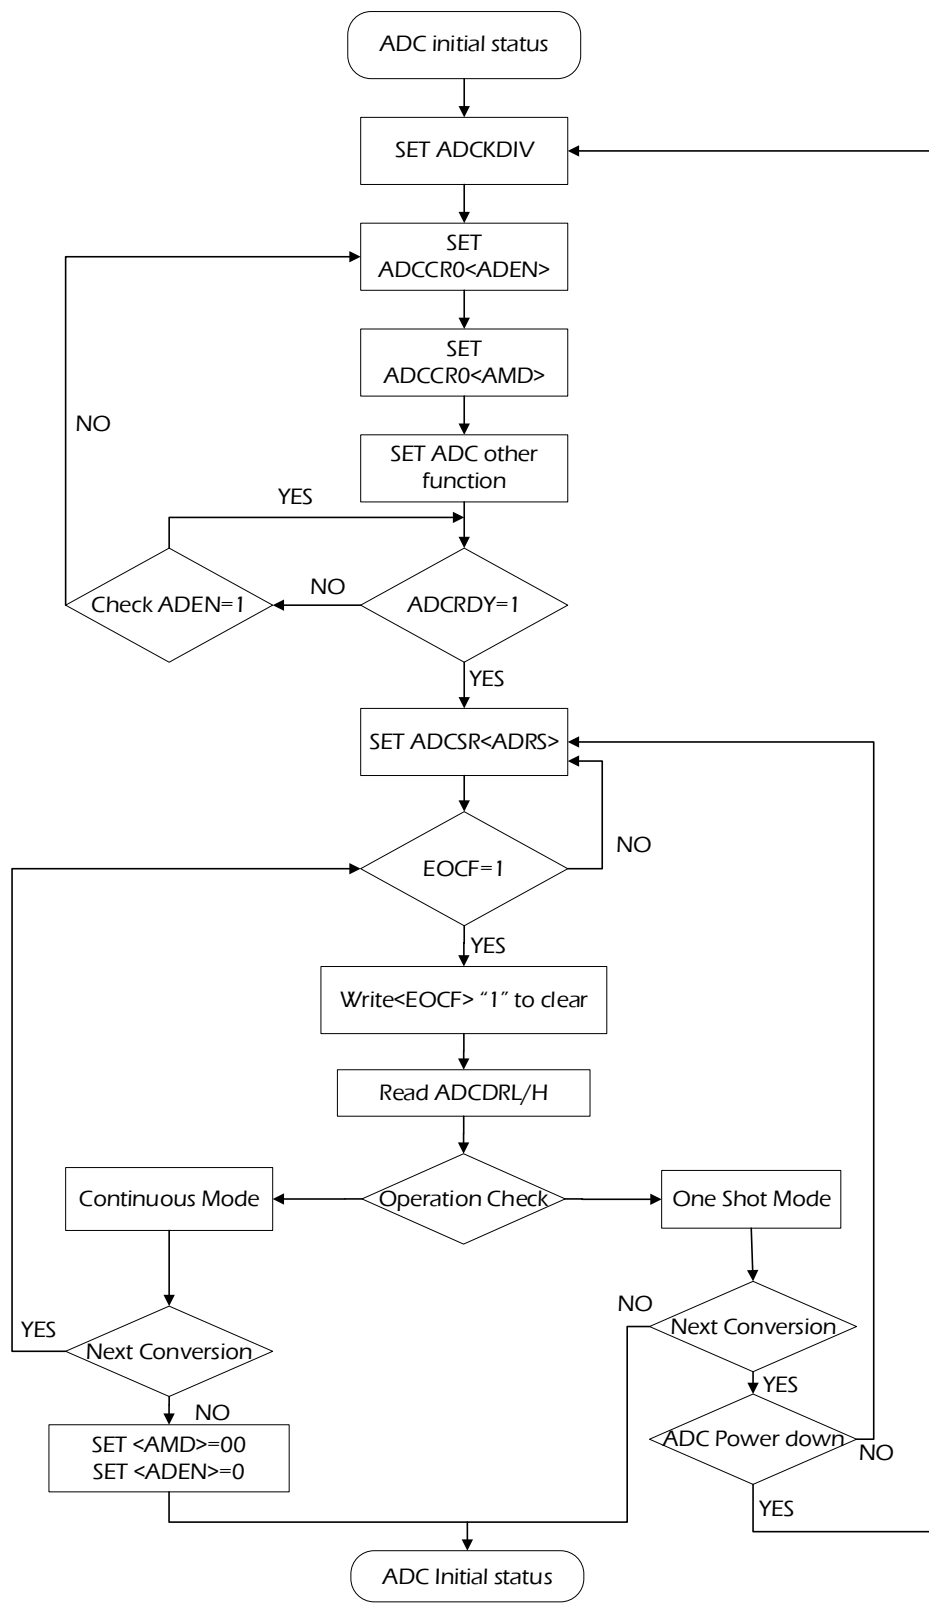 ADC initial status
SET ADCKDIV
SET
ADCCR0<ADEN>
SET
ADCCR0<AMD>
NO
SET ADC other
function
YES
Check ADEN=1
NO
ADCRDY=1
YES
SET ADCSR<ADRS>
NO
EOCF=1
YES
Write<EOCF> “1” to clear
Read ADCDRL/H
Continuous Mode
Operation Check
One Shot Mode
NO
YES
Next Conversion
Next Conversion
YES
NO
SET <AMD>=00
SET <ADEN>=0
ADC Power down
NO
YES
ADC Initial status